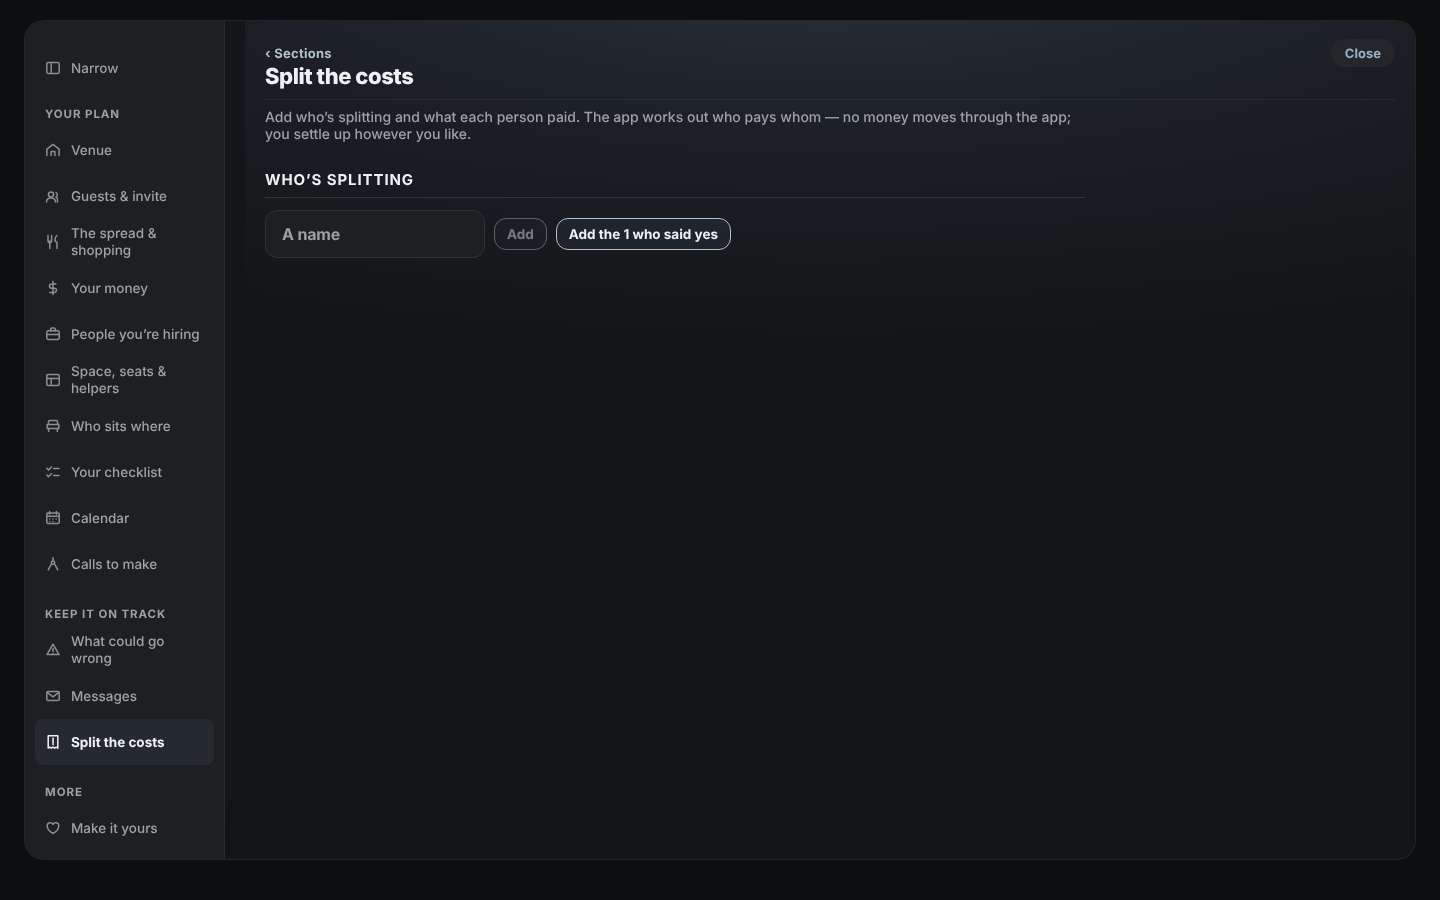 Narrow
YOUR PLAN
Venue
Guests & invite
The spread &
shopping
Your money
People you’re hiring
Space, seats &
helpers
Who sits where
Your checklist
Calendar
Calls to make
KEEP IT ON TRACK
What could go
wrong
Messages
Split the costs
MORE
Make it yours
‹ Sections
Close
Split the costs
Add who’s splitting and what each person paid. The app works out who pays whom — no money moves through the app;
you settle up however you like.
WHO’S SPLITTING
A name
Add
Add the 1 who said yes